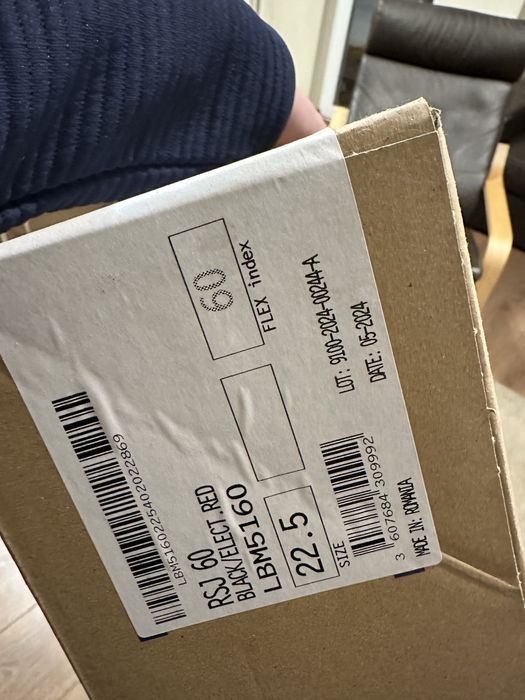 LBM5160225402022869
RSJ 60
BLACK/ELECT.RED
LBM5160
22.5
SIZE
60
FLEX index
3 607684 309992
LOT: 9100-2024-00244-A
DATE: 05-2024
MADE IN: ROMANIA